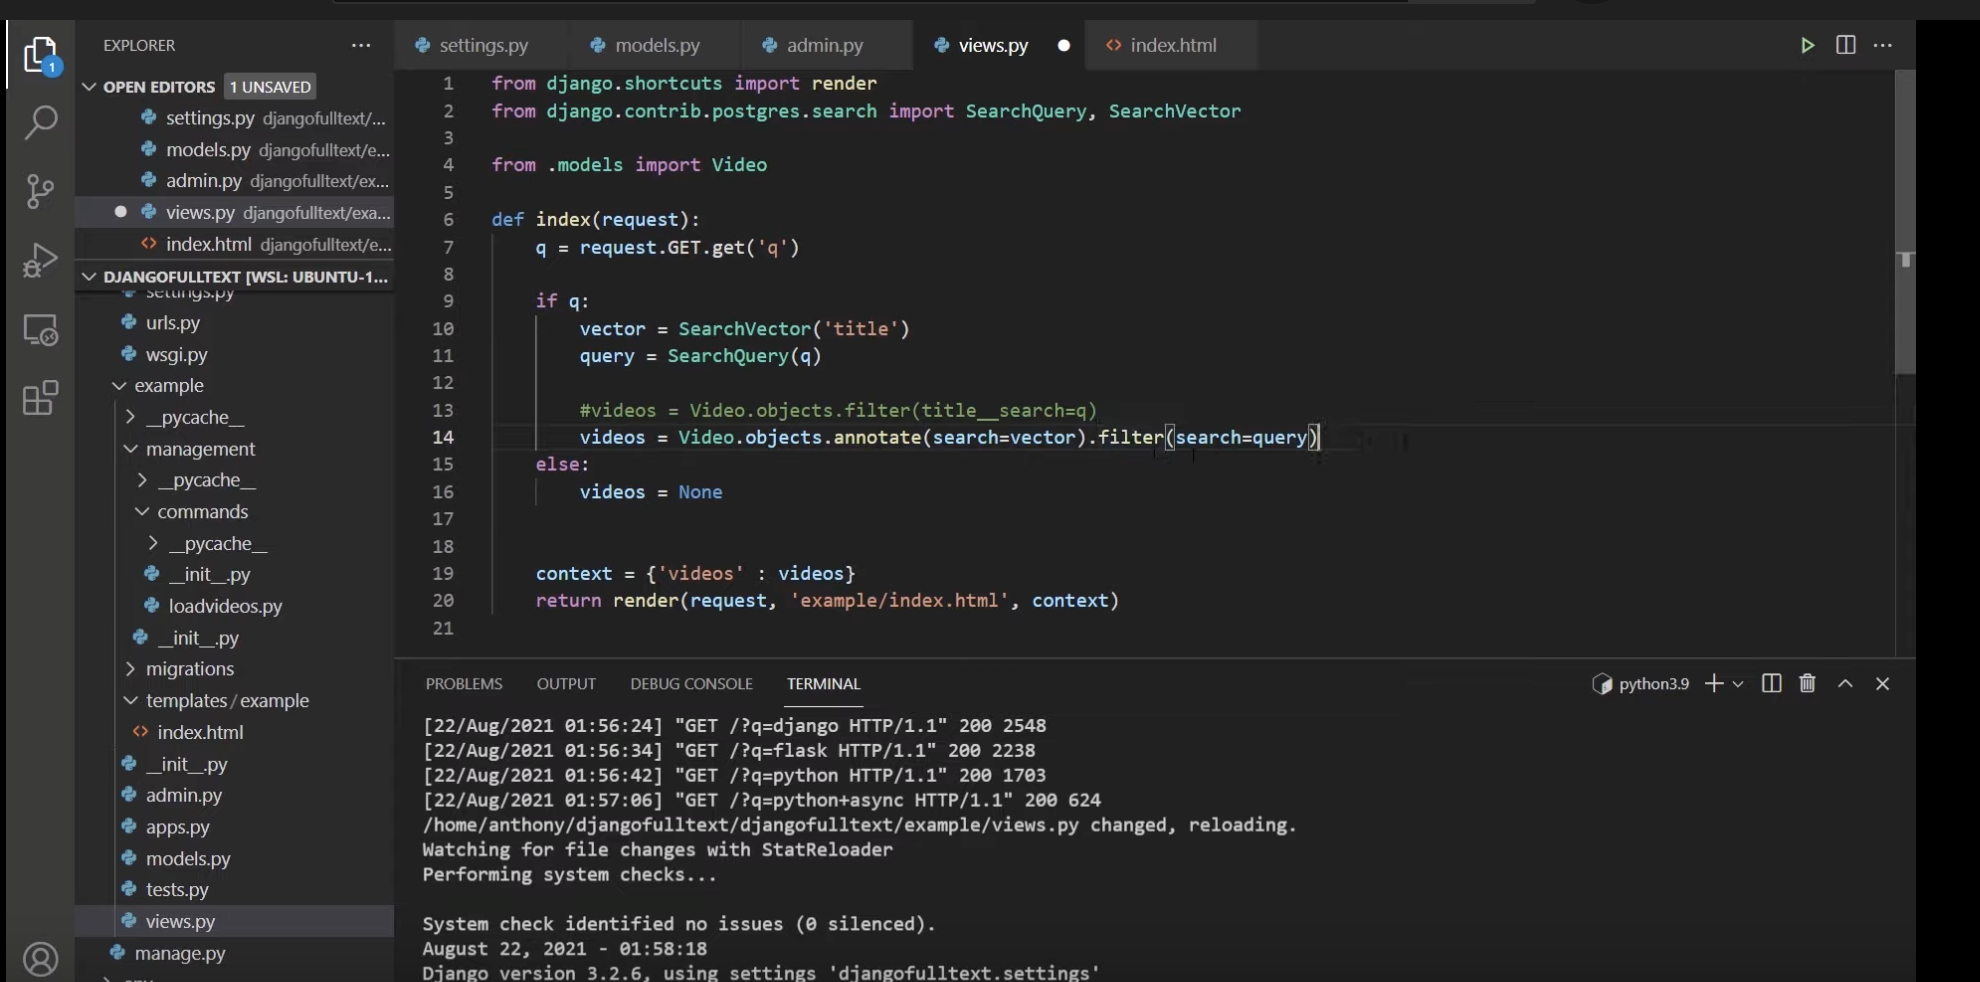 EXPLORER
OPEN EDITORS 1 UNSAVED
settings.py djangofulltext/...
models.py djangofulltext/e...
admin.py djangofulltext/ex...
views.py djangofulltext/exa...
index.html djangofulltext/e...
DJANGOFULLTEXT [WSL: UBUNTU-1...
settings.py
urls.py
wsgi.py
example
__pycache__
management
__pycache__
commands
__pycache__
__init__.py
loadvideos.py
__init__.py
migrations
templates / example
index.html
__init__.py
admin.py
apps.py
models.py
tests.py
views.py
manage.py
1
settings.py models.py admin.py views.py index.html
1 from django.shortcuts import render
2 from django.contrib.postgres.search import SearchQuery, SearchVector
3
4 from .models import Video
5
6 def index(request):
7 q = request.GET.get('q')
8
9 if q:
10 vector = SearchVector('title')
11 query = SearchQuery(q)
12
13 #videos = Video.objects.filter(title__search=q)
14 videos = Video.objects.annotate(search=vector).filter(search=query)
15 else:
16 videos = None
17
18
19 context = {'videos' : videos}
20 return render(request, 'example/index.html', context)
21
PROBLEMS OUTPUT DEBUG CONSOLE TERMINAL python3.9
[22/Aug/2021 01:56:24] "GET /?q=django HTTP/1.1" 200 2548
[22/Aug/2021 01:56:34] "GET /?q=flask HTTP/1.1" 200 2238
[22/Aug/2021 01:56:42] "GET /?q=python HTTP/1.1" 200 1703
[22/Aug/2021 01:57:06] "GET /?q=python+async HTTP/1.1" 200 624
/home/anthony/djangofulltext/djangofulltext/example/views.py changed, reloading.
Watching for file changes with StatReloader
Performing system checks...
System check identified no issues (0 silenced).
August 22, 2021 - 01:58:18
Django version 3.2.6, using settings 'djangofulltext.settings'